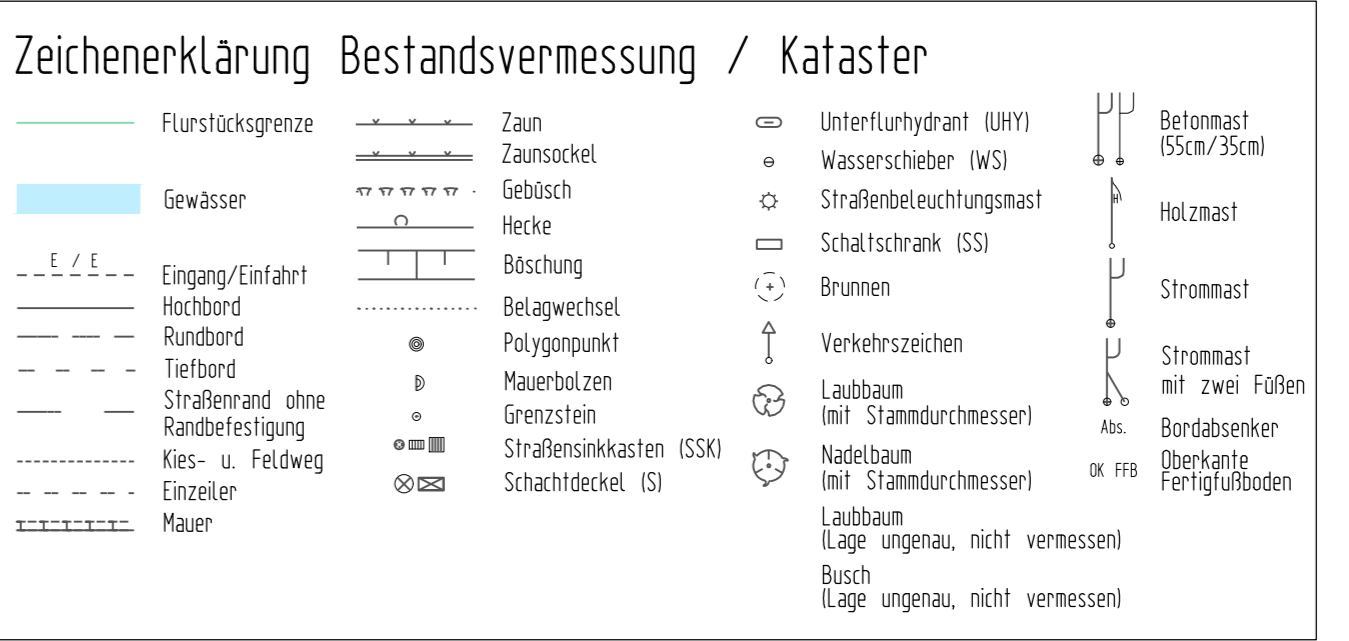 Zeichenerklärung Bestandsvermessung / Kataster
Flurstücksgrenze
Gewässer
E / E
Eingang/Einfahrt
Hochbord
Rundbord
Tiefbord
Straßenrand ohne
Randbefestigung
Kies- u. Feldweg
Einzeiler
Mauer
Zaun
Zaunsockel
Gebüsch
Hecke
Böschung
Belagwechsel
Polygonpunkt
Mauerbolzen
Grenzstein
Straßensinkkasten (SSK)
Schachtdeckel (S)
Unterflurhydrant (UHY)
Wasserschieber (WS)
Straßenbeleuchtungsmast
Schaltschrank (SS)
Brunnen
Verkehrszeichen
Laubbaum
(mit Stammdurchmesser)
Nadelbaum
(mit Stammdurchmesser)
Laubbaum
(Lage ungenau, nicht vermessen)
Busch
(Lage ungenau, nicht vermessen)
Betonmast
(55cm/35cm)
H
Holzmast
Strommast
Strommast
mit zwei Füßen
Abs. Bordabsenker
OK FFB Oberkante
Fertigfußboden